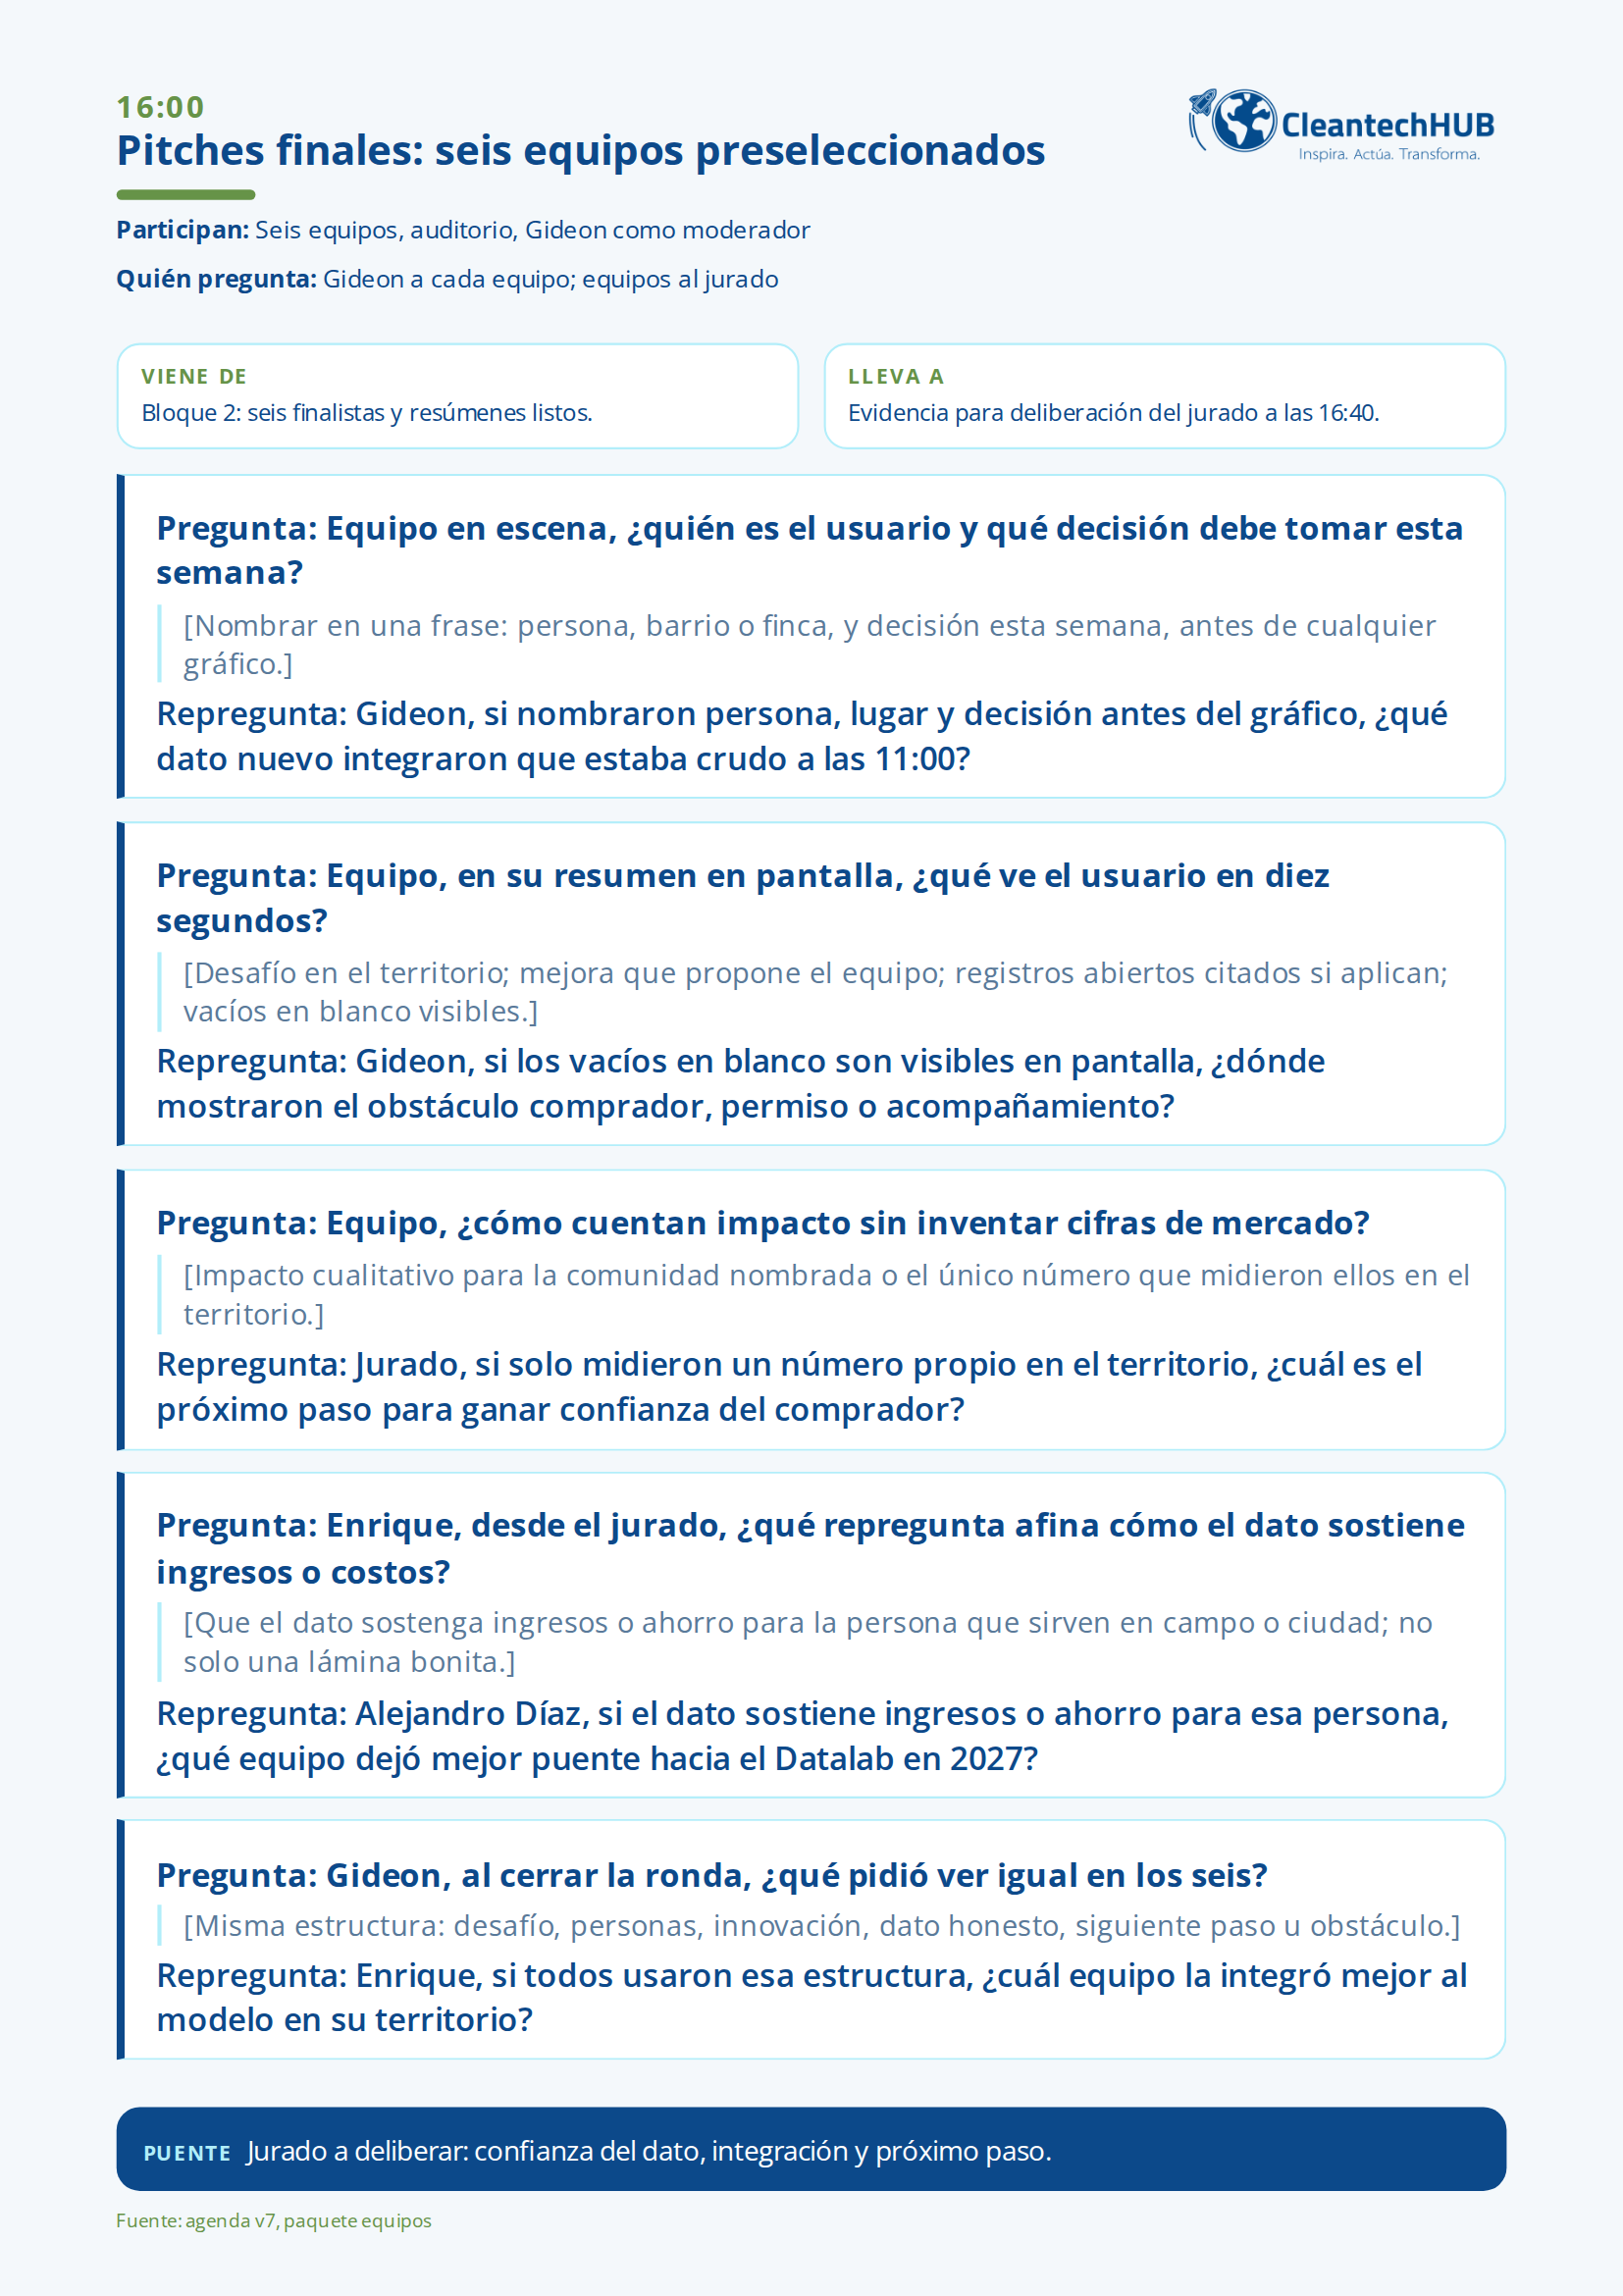 16:00
Pitches finales: seis equipos preseleccionados
CleantechHUB
Inspira. Actúa. Transforma.
Participan: Seis equipos, auditorio, Gideon como moderador
Quién pregunta: Gideon a cada equipo; equipos al jurado
VIENE DE
Bloque 2: seis finalistas y resúmenes listos.
LLEVA A
Evidencia para deliberación del jurado a las 16:40.
Pregunta: Equipo en escena, ¿quién es el usuario y qué decisión debe tomar esta
semana?
[Nombrar en una frase: persona, barrio o finca, y decisión esta semana, antes de cualquier
gráfico.]
Repregunta: Gideon, si nombraron persona, lugar y decisión antes del gráfico, ¿qué
dato nuevo integraron que estaba crudo a las 11:00?
Pregunta: Equipo, en su resumen en pantalla, ¿qué ve el usuario en diez
segundos?
[Desafío en el territorio; mejora que propone el equipo; registros abiertos citados si aplican;
vacíos en blanco visibles.]
Repregunta: Gideon, si los vacíos en blanco son visibles en pantalla, ¿dónde
mostraron el obstáculo comprador, permiso o acompañamiento?
Pregunta: Equipo, ¿cómo cuentan impacto sin inventar cifras de mercado?
[Impacto cualitativo para la comunidad nombrada o el único número que midieron ellos en el
territorio.]
Repregunta: Jurado, si solo midieron un número propio en el territorio, ¿cuál es el
próximo paso para ganar confianza del comprador?
Pregunta: Enrique, desde el jurado, ¿qué repregunta afina cómo el dato sostiene
ingresos o costos?
[Que el dato sostenga ingresos o ahorro para la persona que sirven en campo o ciudad; no
solo una lámina bonita.]
Repregunta: Alejandro Díaz, si el dato sostiene ingresos o ahorro para esa persona,
¿qué equipo dejó mejor puente hacia el Datalab en 2027?
Pregunta: Gideon, al cerrar la ronda, ¿qué pidió ver igual en los seis?
[Misma estructura: desafío, personas, innovación, dato honesto, siguiente paso u obstáculo.]
Repregunta: Enrique, si todos usaron esa estructura, ¿cuál equipo la integró mejor al
modelo en su territorio?
PUENTE Jurado a deliberar: confianza del dato, integración y próximo paso.
Fuente: agenda v7, paquete equipos